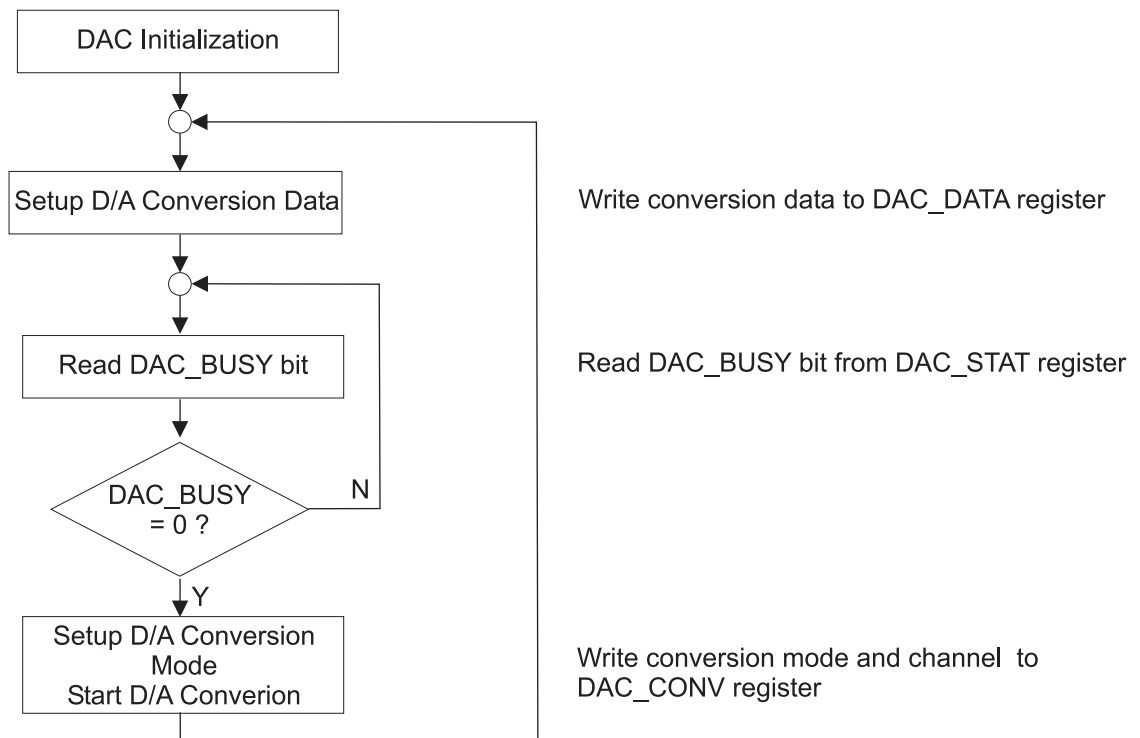 DAC Initialization
Setup D/A Conversion Data
Write conversion data to DAC_DATA register
Read DAC_BUSY bit
Read DAC_BUSY bit from DAC_STAT register
DAC_BUSY
= 0 ?
N
Y
Setup D/A Conversion
Mode
Start D/A Converion
Write conversion mode and channel to
DAC_CONV register